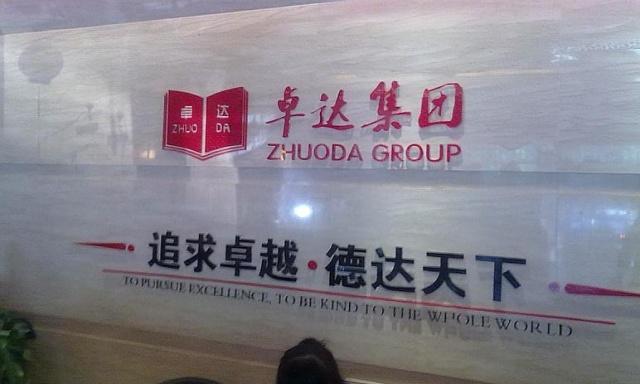 卓 达
ZHUO DA
卓达集团
ZHUODA GROUP
追求卓越·德达天下
TO PURSUE EXCELLENCE, TO BE KIND TO THE WHOLE WORLD